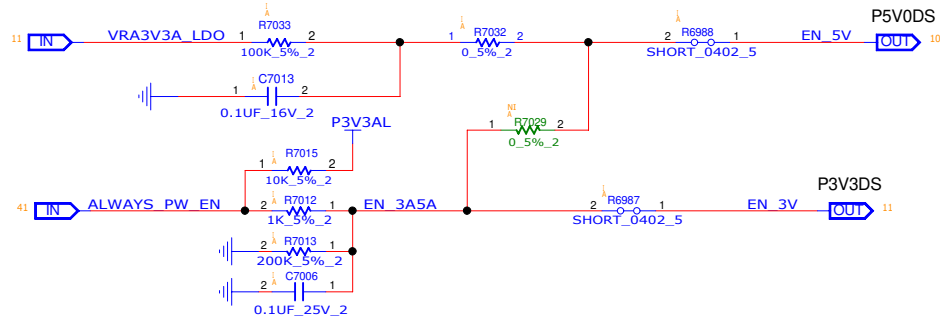 P5V0DS
11 IN VRA3V3A_LDO 1 R7033 2 1 R7032 2 2 R6988 1 EN_5V OUT 10
100K_5%_2 0_5%_2 SHORT_0402_5
1 C7013 2
0.1UF_16V_2
NI
1 R7029 2
0_5%_2
P3V3AL
1 R7015 2
10K_5%_2
P3V3DS
41 IN ALWAYS_PW_EN 2 R7012 1 EN_3A5A 2 R6987 1 EN_3V OUT 11
1K_5%_2 SHORT_0402_5
2 R7013 1
200K_5%_2
2 C7006 1
0.1UF_25V_2